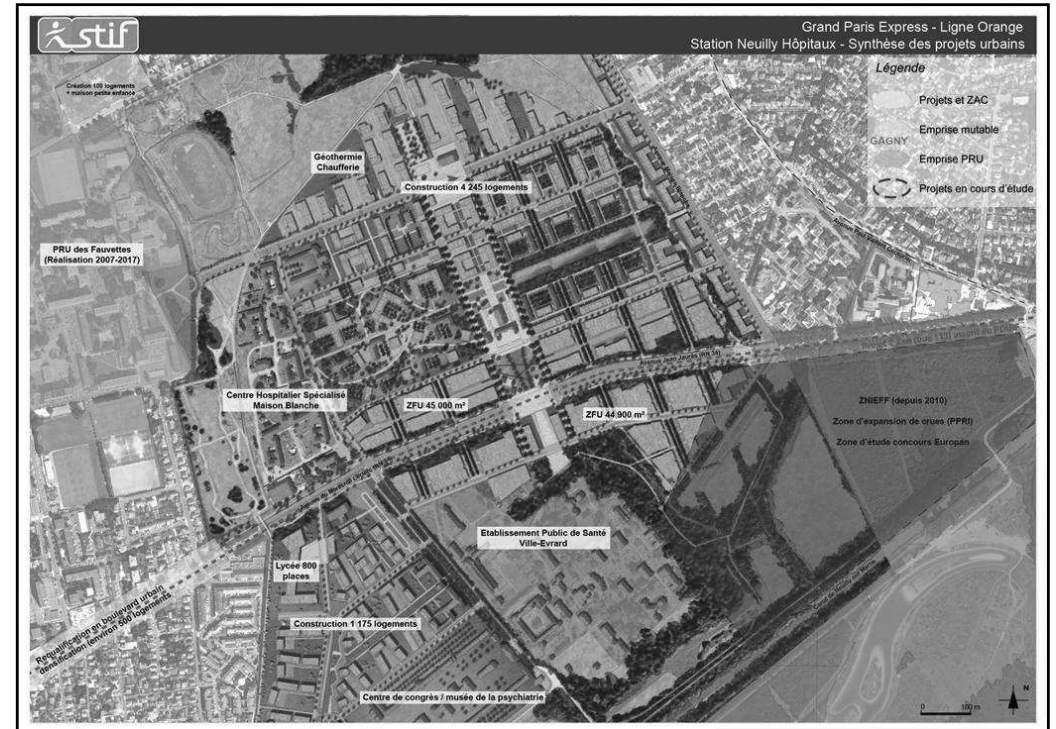 stif
Grand Paris Express - Ligne Orange
Station Neuilly Hôpitaux - Synthèse des projets urbains
Légende
Projets et ZAC
GAGNY
Emprise mutable
Emprise PRU
Projets en cours d'étude
Création 100 logements
+ maison petite enfance
Géothermie
Chaufferie
Construction 4 245 logements
PRU des Fauvettes
(Réalisation 2007-2017)
Centre Hospitalier Spécialisé
Maison Blanche
ZFU 45 000 m²
ZFU 44 900 m²
Avenue Jean Jaurès (RN 34)
ZNIEFF (depuis 2010)
Zone d'expansion de crues (PPRI)
Zone d'étude concours Europan
Etablissement Public de Santé
Ville-Evrard
Lycée 800
places
Requalification en boulevard urbain
densification (environ 500 logements)
Construction 1 175 logements
Centre de congrès / musée de la psychiatrie
N
0 100 m